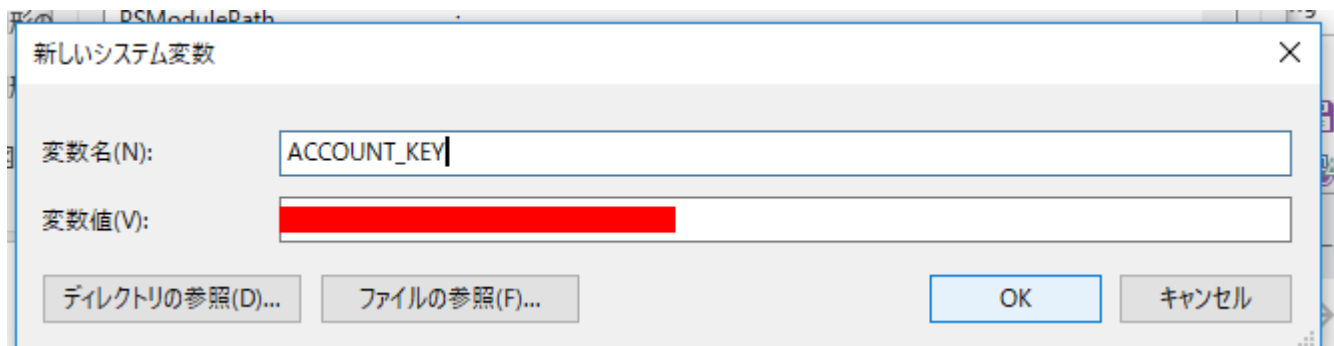 PSModulePath
新しいシステム変数
変数名(N):
ACCOUNT_KEY
変数値(V):
ディレクトリの参照(D)...
ファイルの参照(F)...
OK
キャンセル